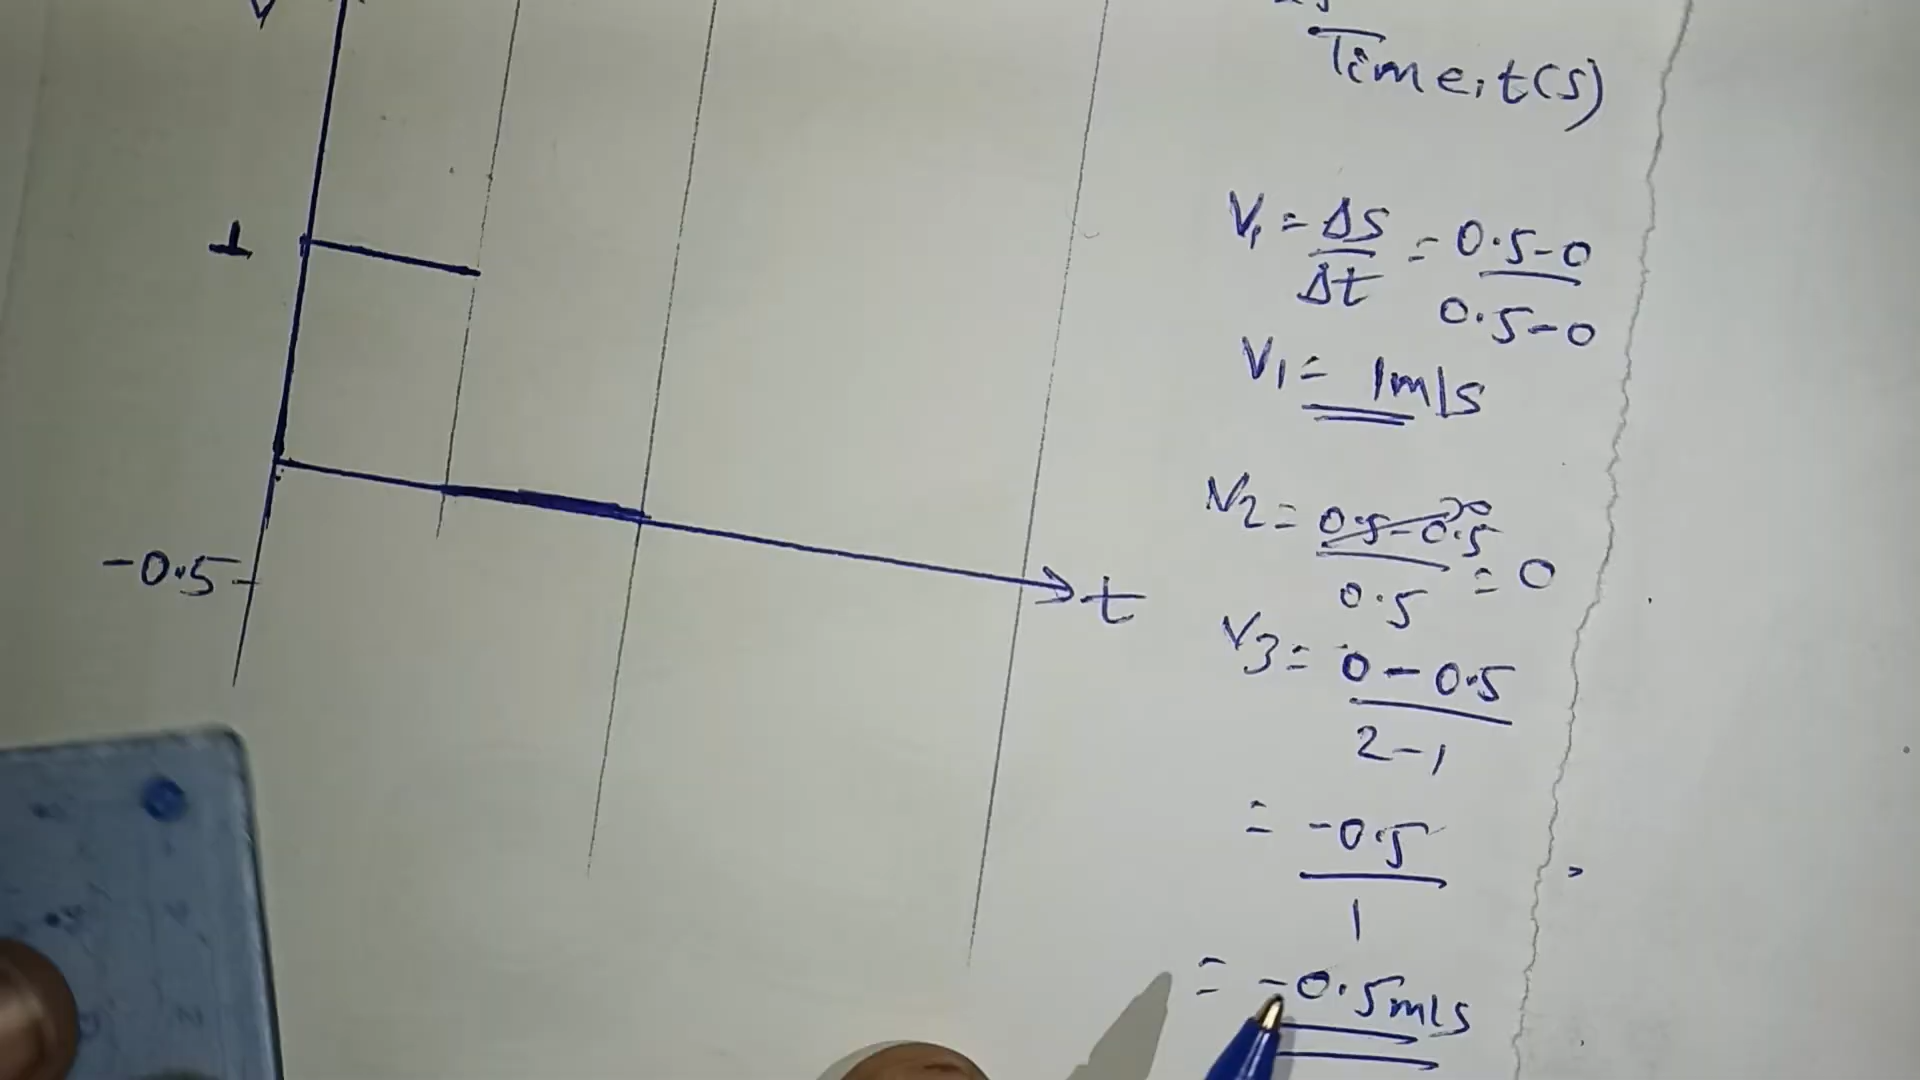 V
Time, t(s)
1
V₁ = ΔS/Δt = 0.5-0/0.5-0
V₁ = 1m/s
-0.5
t
V2 = 0.5-0.5/0.5 = 0
V3 = 0-0.5/2-1
= -0.5/1
= -0.5m/s